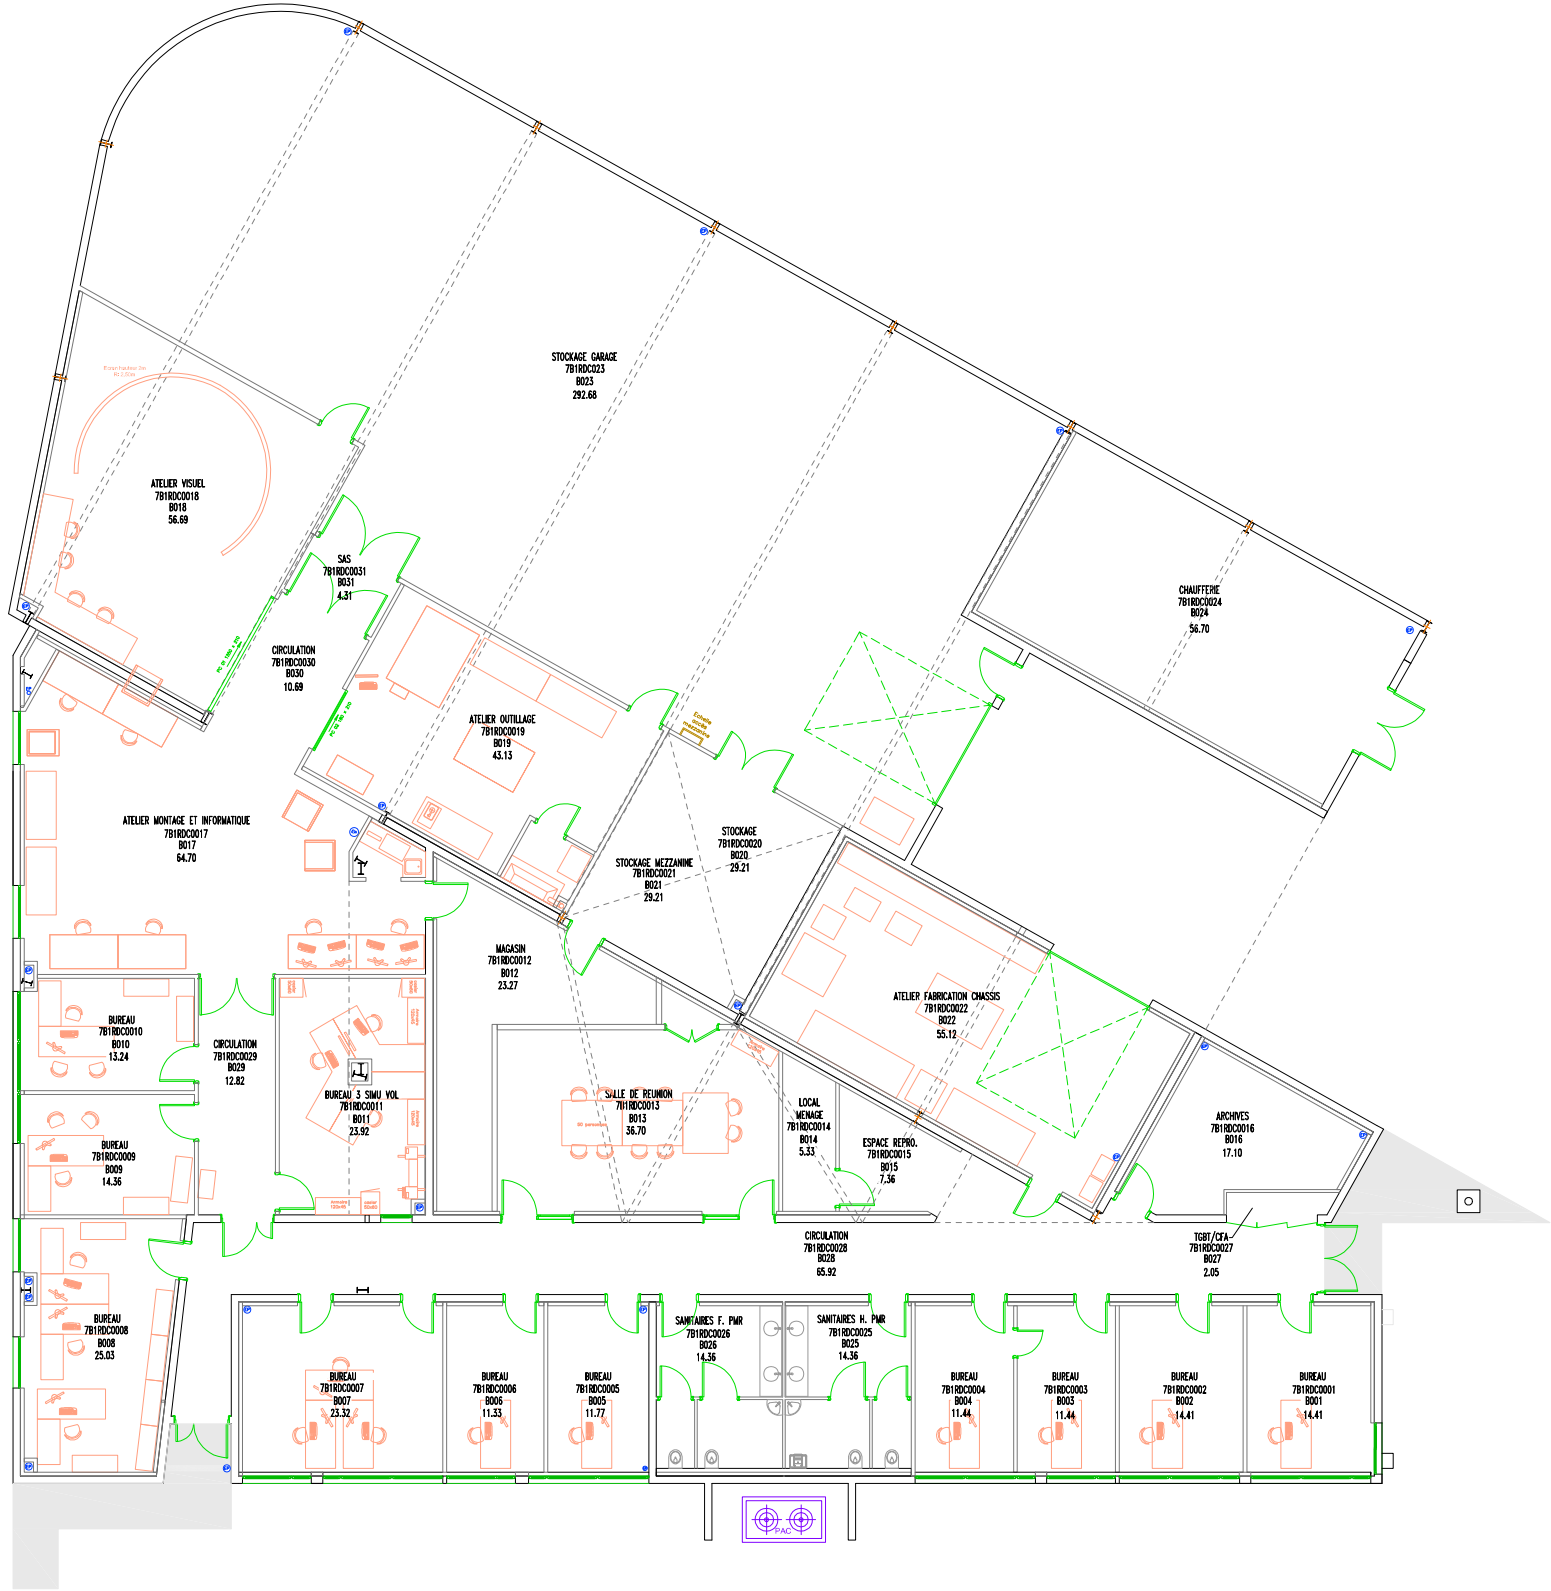 STOCKAGE GARAGE
7B1RDC023
B023
292.68
Ecran hauteur 2m
ATELIER VISUEL
7B1RDC0018
B018
56.69
SAS
7B1RDC0031
B031
4.31
CHAUFFERIE
7B1RDC0024
B024
56.70
CIRCULATION
7B1RDC0030
B030
10.69
ATELIER OUTILLAGE
7B1RDC0019
B019
43.13
Echelle
accès
mezzanine
ATELIER MONTAGE ET INFORMATIQUE
7B1RDC0017
B017
64.70
STOCKAGE
7B1RDC0020
B020
29.21
STOCKAGE MEZZANINE
7B1RDC0021
B021
29.21
MAGASIN
7B1RDC0012
B012
23.27
ATELIER FABRICATION CHASSIS
7B1RDC0022
B022
55.12
BUREAU
7B1RDC0010
B010
13.24
CIRCULATION
7B1RDC0029
B029
12.82
BUREAU 3 SIMU VOL
7B1RDC0011
B011
23.92
SALLE DE REUNION
7B1RDC0013
B013
36.70
LOCAL
MENAGE
7B1RDC0014
B014
5.33
ESPACE REPRO.
7B1RDC0015
B015
7.36
ARCHIVES
7B1RDC0016
B016
17.10
BUREAU
7B1RDC0009
B009
14.36
CIRCULATION
7B1RDC0028
B028
65.92
TGBT/CFA
7B1RDC0027
B027
2.05
BUREAU
7B1RDC0008
B008
25.03
SANITAIRES F. PMR
7B1RDC0026
B026
14.36
SANITAIRES H. PMR
7B1RDC0025
B025
14.36
BUREAU
7B1RDC0007
B007
23.32
BUREAU
7B1RDC0006
B006
11.33
BUREAU
7B1RDC0005
B005
11.77
BUREAU
7B1RDC0004
B004
11.44
BUREAU
7B1RDC0003
B003
11.44
BUREAU
7B1RDC0002
B002
14.41
BUREAU
7B1RDC0001
B001
14.41
PAC